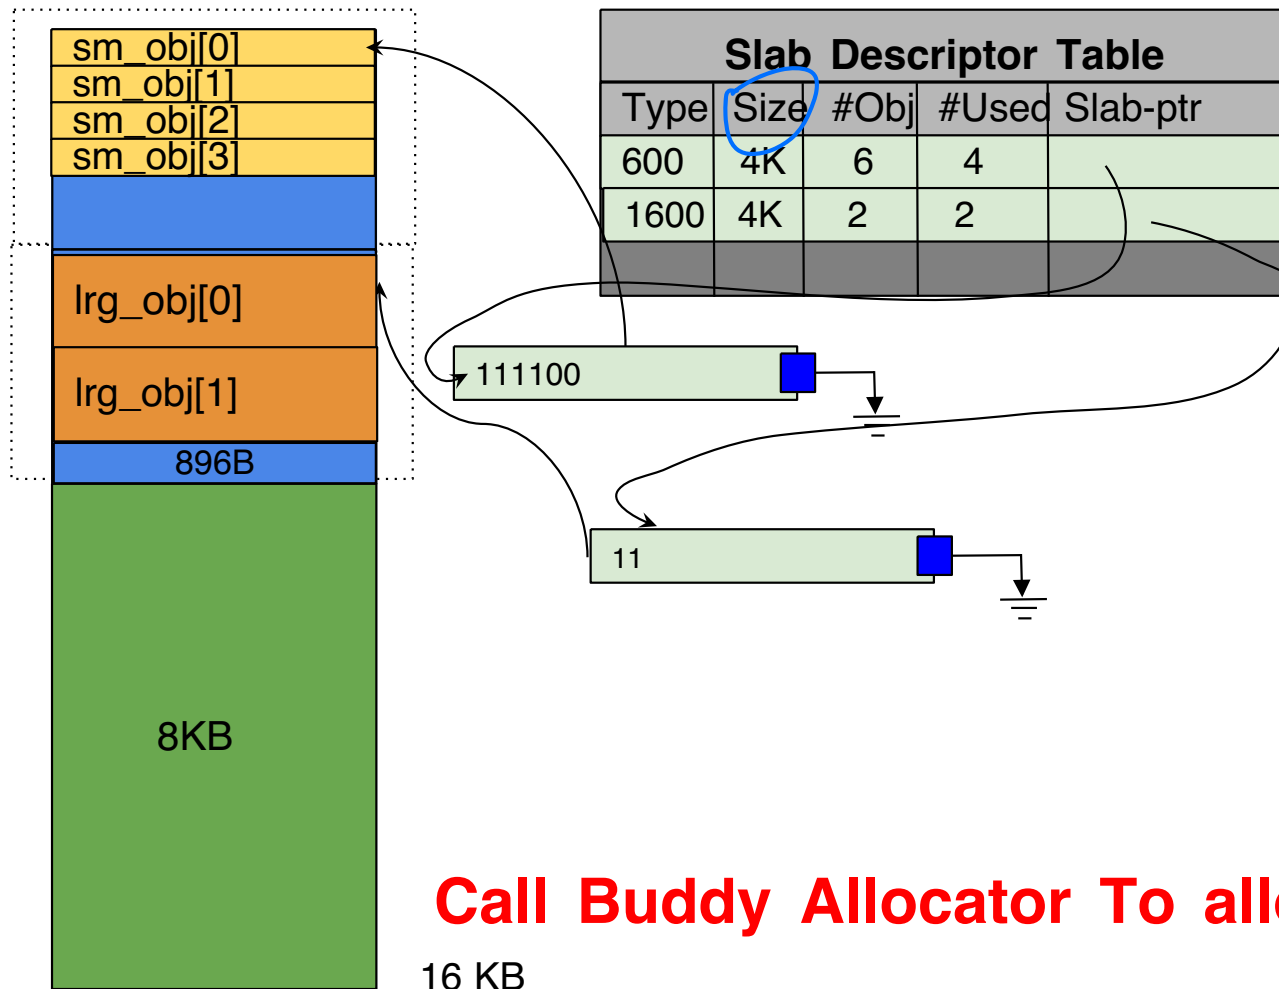 sm_obj[0]
sm_obj[1]
sm_obj[2]
sm_obj[3]
lrg_obj[0]
lrg_obj[1]
896B
8KB
Slab Descriptor Table
Type Size #Obj #Used Slab-ptr
600 4K 6 4
1600 4K 2 2
111100
11
Call Buddy Allocator To
16 KB